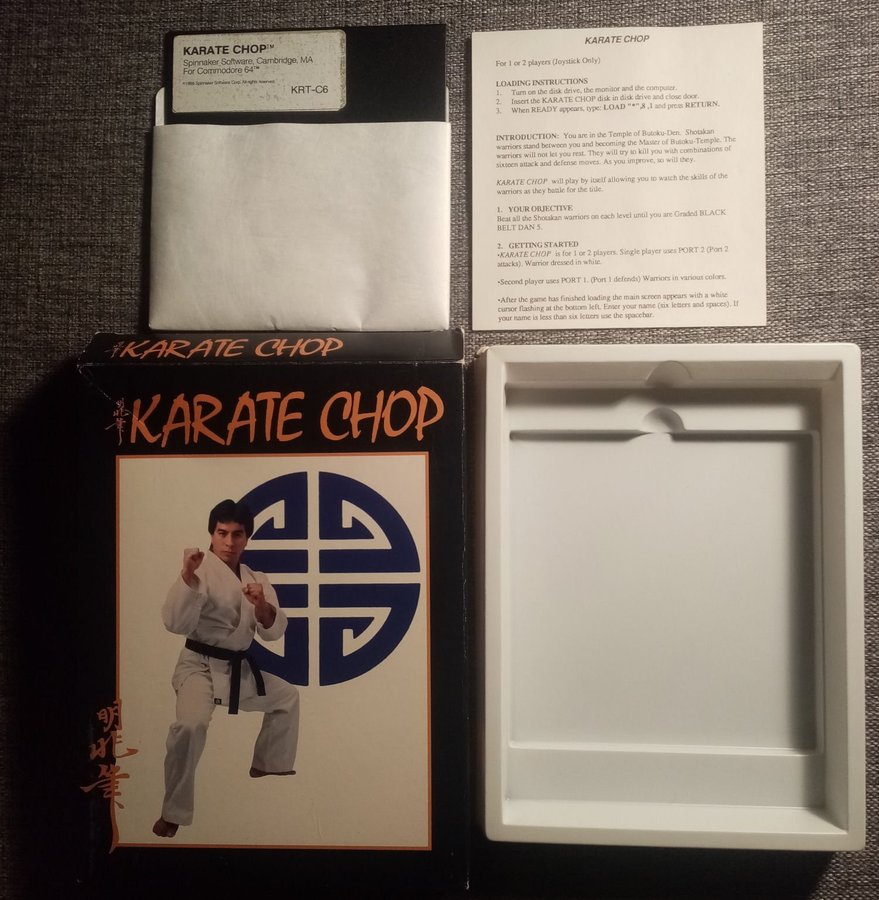 KARATE CHOP™
Spinnaker Software, Cambridge, MA
For Commodore 64™
Spinnaker Software Corp. All rights reserved.
KRT-C6
KARATE CHOP
For 1 or 2 players (Joystick Only)
LOADING INSTRUCTIONS
1. Turn on the disk drive, the monitor and the computer.
2. Insert the KARATE CHOP disk in disk drive and close door.
3. When READY appears, type: LOAD "*",8 ,1 and press RETURN.
INTRODUCTION: You are in the Temple of Butoku-Den. Shotakan
warriors stand between you and becoming the Master of Butoku-Temple. The
warriors will not let you rest. They will try to kill you with combinations of
sixteen attack and defense moves. As you improve, so will they.
KARATE CHOP will play by itself allowing you to watch the skills of the
warriors as they battle for the title.
1. YOUR OBJECTIVE
Beat all the Shotakan warriors on each level until you are Graded BLACK
BELT DAN 5.
2. GETTING STARTED
•KARATE CHOP is for 1 or 2 players. Single player uses PORT 2 (Port 2
attacks). Warrior dressed in white.
•Second player uses PORT 1. (Port 1 defends) Warriors in various colors.
•After the game has finished loading the main screen appears with a white
cursor flashing at the bottom left. Enter your name (six letters and spaces). If
your name is less than six letters use the spacebar.
KARATE CHOP
KARATE CHOP
明兆筆